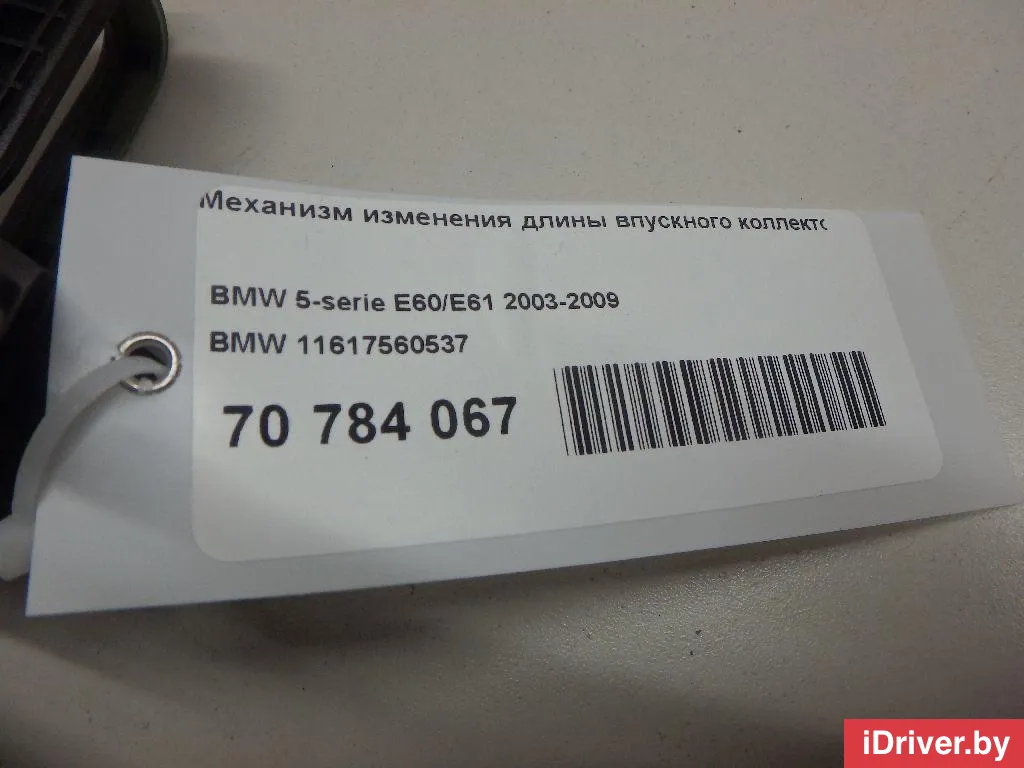 Механизм изменения длины впускного коллекто
BMW 5-serie E60/E61 2003-2009
BMW 11617560537
70 784 067
iDriver.by